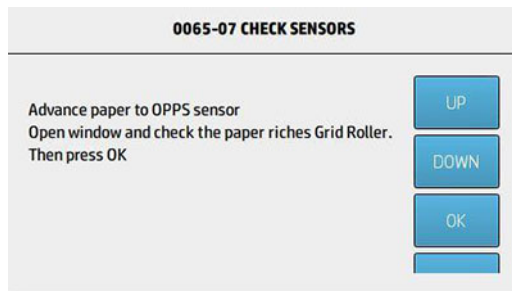 0065-07 CHECK SENSORS
Advance paper to OPPS sensor
Open window and check the paper riches Grid Roller.
Then press OK
UP
DOWN
OK